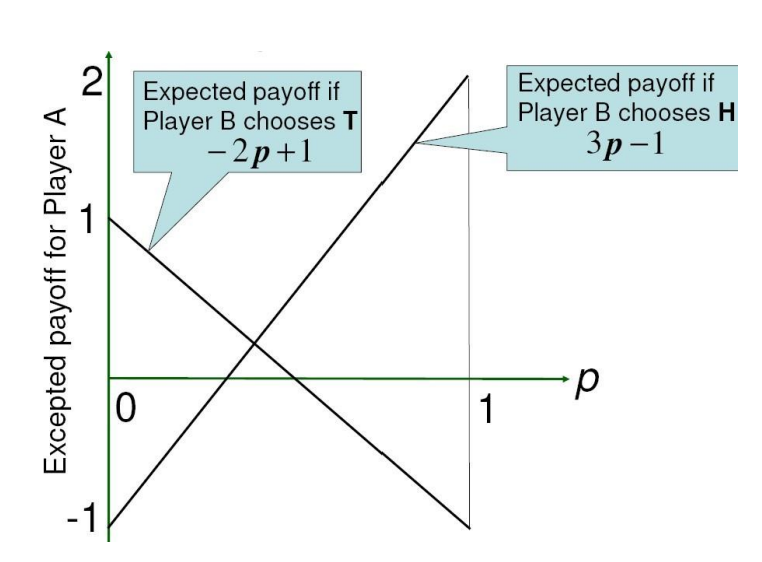 2
Expected payoff if
Player B chooses T
−2p+1
Expected payoff if
Player B chooses H
3p−1
Excepted payoff for Player A
1
p
0
1
-1